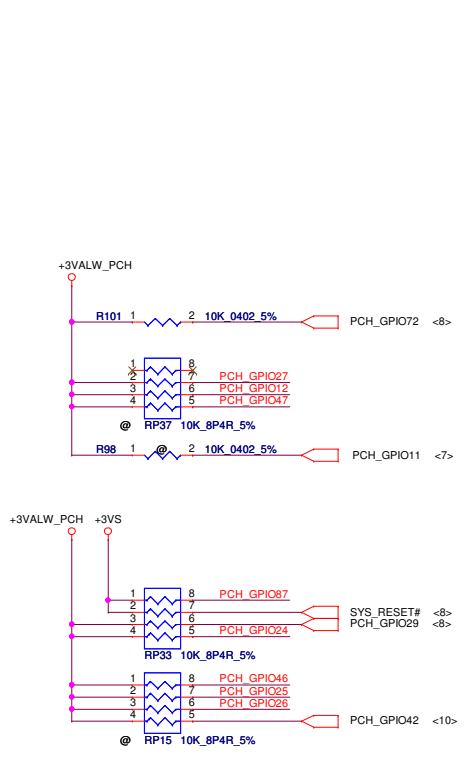 +3VALW_PCH
R101 1 2 10K_0402_5% PCH_GPIO72 <8>
1 8
2 7 PCH_GPIO27
3 6 PCH_GPIO12
4 5 PCH_GPIO47
@ RP37 10K_8P4R_5%
R98 1 @ 2 10K_0402_5% PCH_GPIO11 <7>
+3VALW_PCH +3VS
1 8 PCH_GPIO87
2 7 SYS_RESET# <8>
3 6 PCH_GPIO29 <8>
4 5 PCH_GPIO24
RP33 10K_8P4R_5%
1 8 PCH_GPIO46
2 7 PCH_GPIO25
3 6 PCH_GPIO26
4 5 PCH_GPIO42 <10>
@ RP15 10K_8P4R_5%